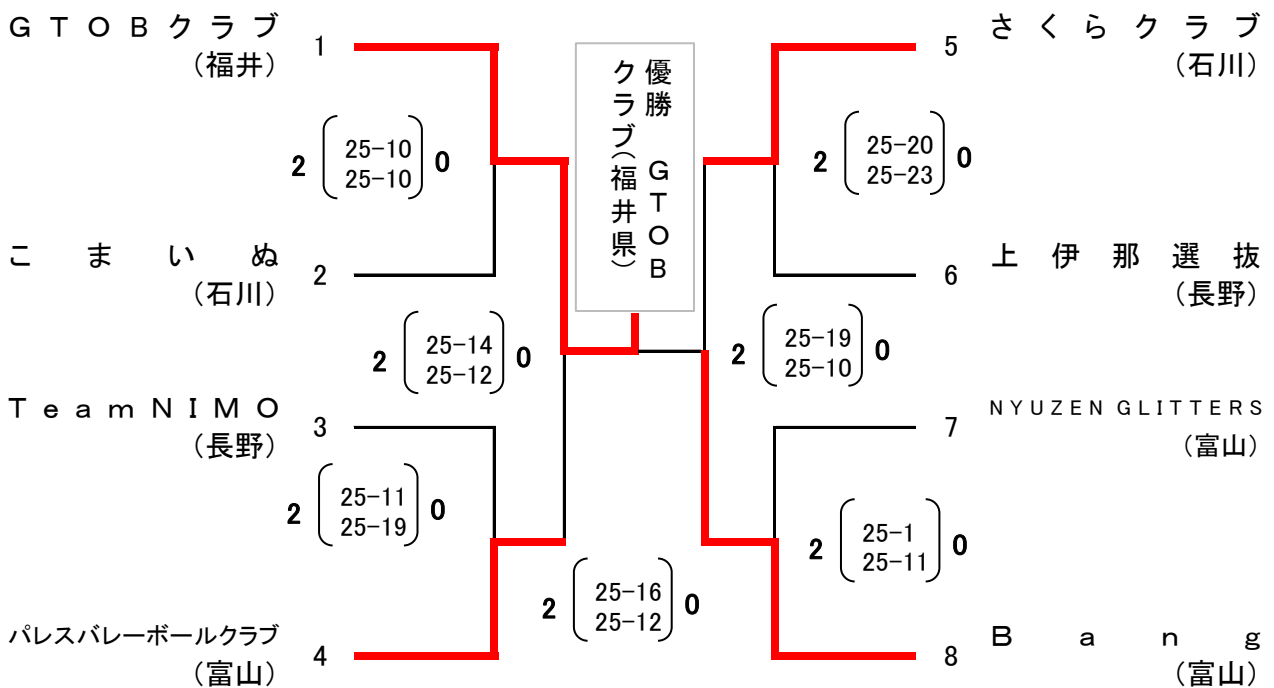 GTOBクラブ
(福井)
1
2
25-10
25-10
0
こまいぬ
(石川)
2
2
25-14
25-12
0
TeamNIMO
(長野)
3
2
25-11
25-19
0
パレスバレーボールクラブ
(富山)
4
優勝 GTOB
クラブ(福井県)
2
25-16
25-12
0
さくらクラブ
(石川)
5
2
25-20
25-23
0
上伊那選抜
(長野)
6
2
25-19
25-10
0
NYUZEN GLITTERS
(富山)
7
2
25-1
25-11
0
Bang
(富山)
8